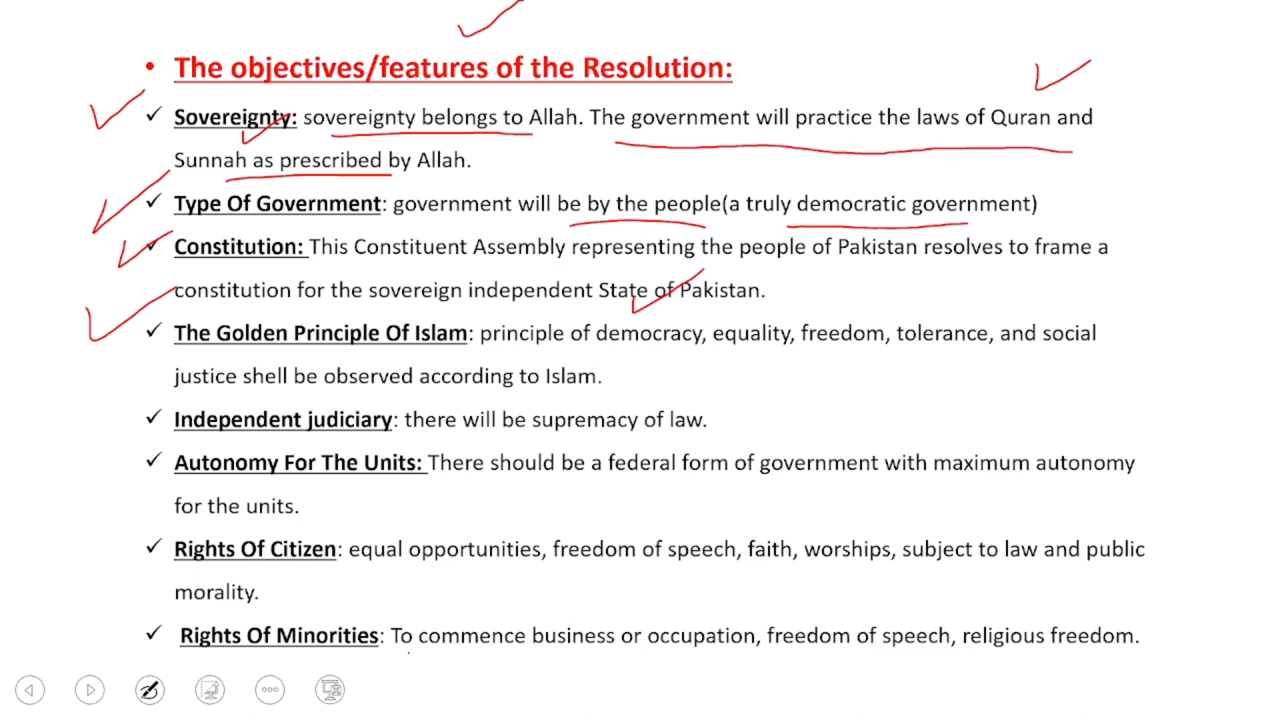 • The objectives/features of the Resolution:
✓ Sovereignty: sovereignty belongs to Allah. The government will practice the laws of Quran and
Sunnah as prescribed by Allah.
✓ Type Of Government: government will be by the people(a truly democratic government)
✓ Constitution: This Constituent Assembly representing the people of Pakistan resolves to frame a
constitution for the sovereign independent State of Pakistan.
✓ The Golden Principle Of Islam: principle of democracy, equality, freedom, tolerance, and social
justice shell be observed according to Islam.
✓ Independent judiciary: there will be supremacy of law.
✓ Autonomy For The Units: There should be a federal form of government with maximum autonomy
for the units.
✓ Rights Of Citizen: equal opportunities, freedom of speech, faith, worships, subject to law and public
morality.
✓ Rights Of Minorities: To commence business or occupation, freedom of speech, religious freedom.